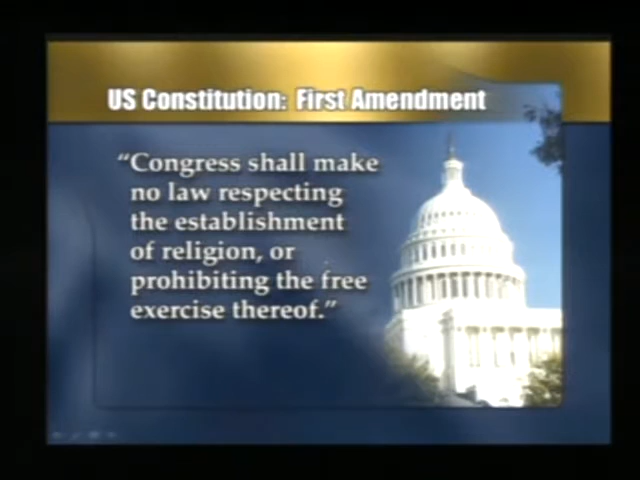 US Constitution: First Amendment
“Congress shall make
no law respecting
the establishment
of religion, or
prohibiting the free
exercise thereof.”